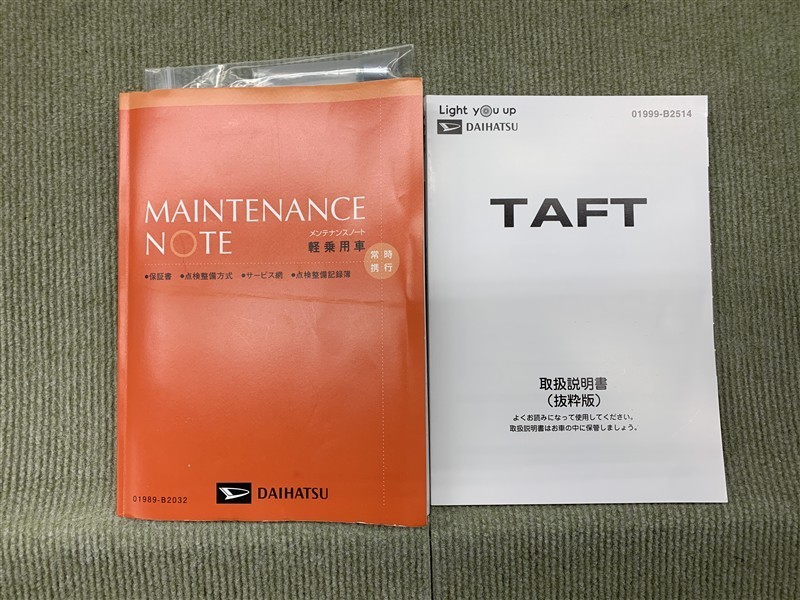 MAINTENANCE
NOTE
メンテナンスノート
軽乗用車
常時
携行
●保証書 ●点検整備方式 ●サービス網 ●点検整備記録簿
01989-B2032
DAIHATSU
Light you up
DAIHATSU
01999-B2514
TAFT
取扱説明書
（抜粋版）
よくお読みになって使用してください。
取扱説明書はお車の中に保管しましょう。